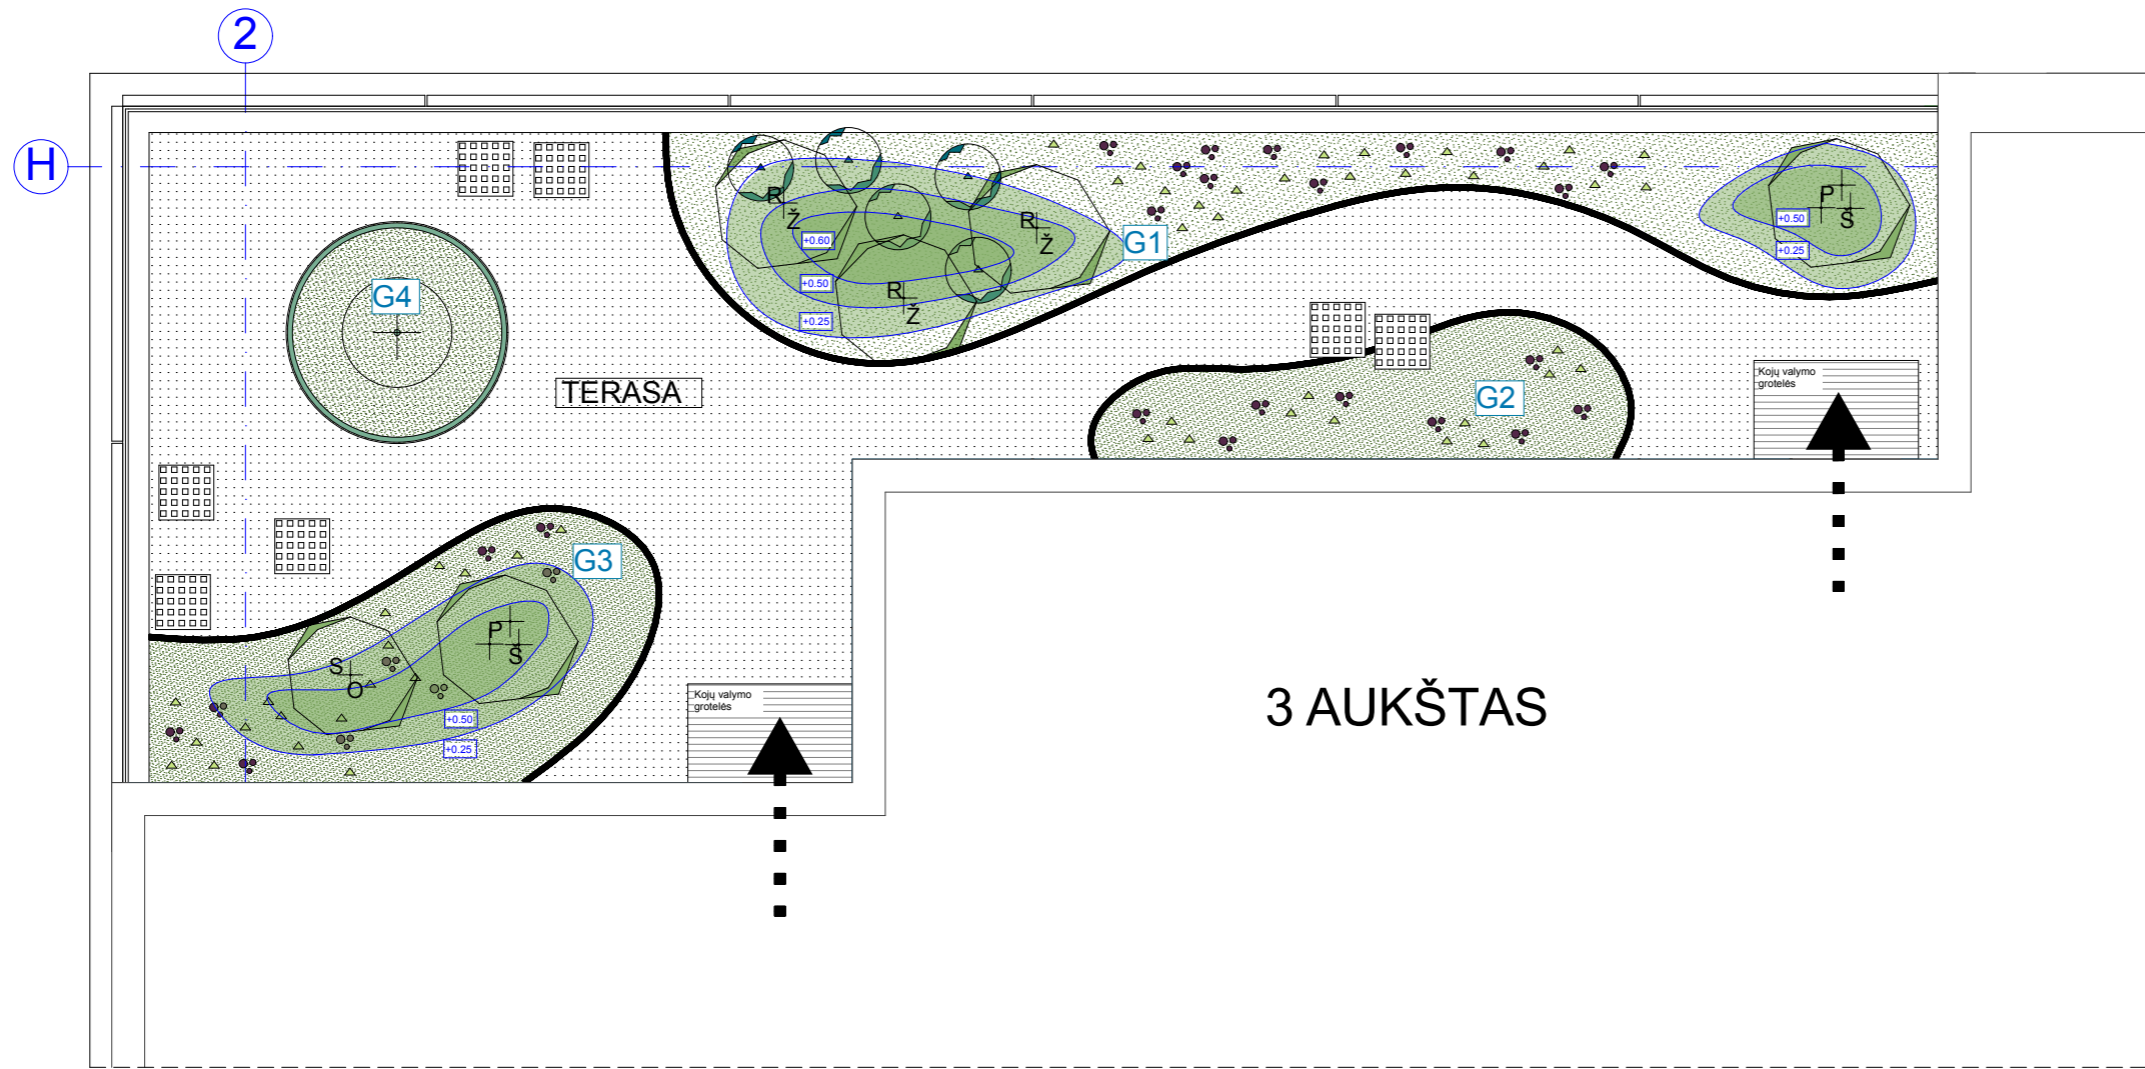 2
H
R
Ž
R
Ž
R
Ž
+0.60
+0.50
+0.25
G1
P
Š
+0.50
+0.25
G4
TERASA
G2
Kojų valymo
grotelės
G3
P
Š
S
O
+0.50
+0.25
Kojų valymo
grotelės
3 AUKŠTAS